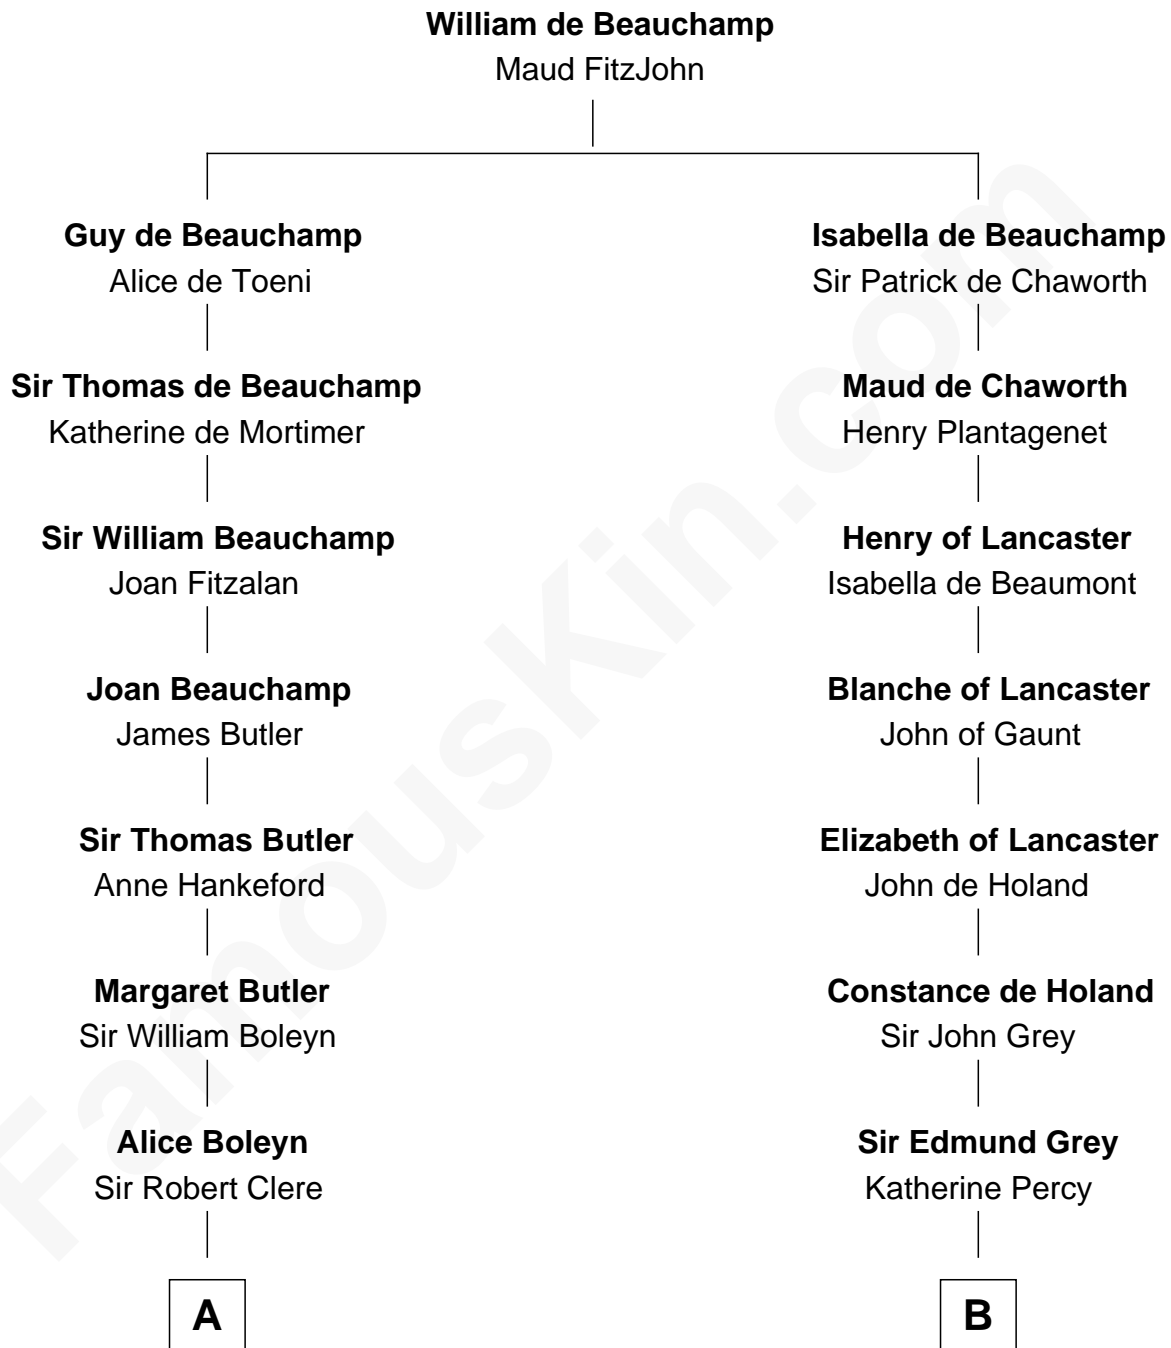 William de Beauchamp
Maud FitzJohn
Guy de Beauchamp
Alice de Toeni
Sir Thomas de Beauchamp
Katherine de Mortimer
Sir William Beauchamp
Joan Fitzalan
Joan Beauchamp
James Butler
Sir Thomas Butler
Anne Hankeford
Margaret Butler
Sir William Boleyn
Alice Boleyn
Sir Robert Clere
A
Isabella de Beauchamp
Sir Patrick de Chaworth
Maud de Chaworth
Henry Plantagenet
Henry of Lancaster
Isabella de Beaumont
Blanche of Lancaster
John of Gaunt
Elizabeth of Lancaster
John de Holand
Constance de Holand
Sir John Grey
Sir Edmund Grey
Katherine Percy
B
FamousKin.com